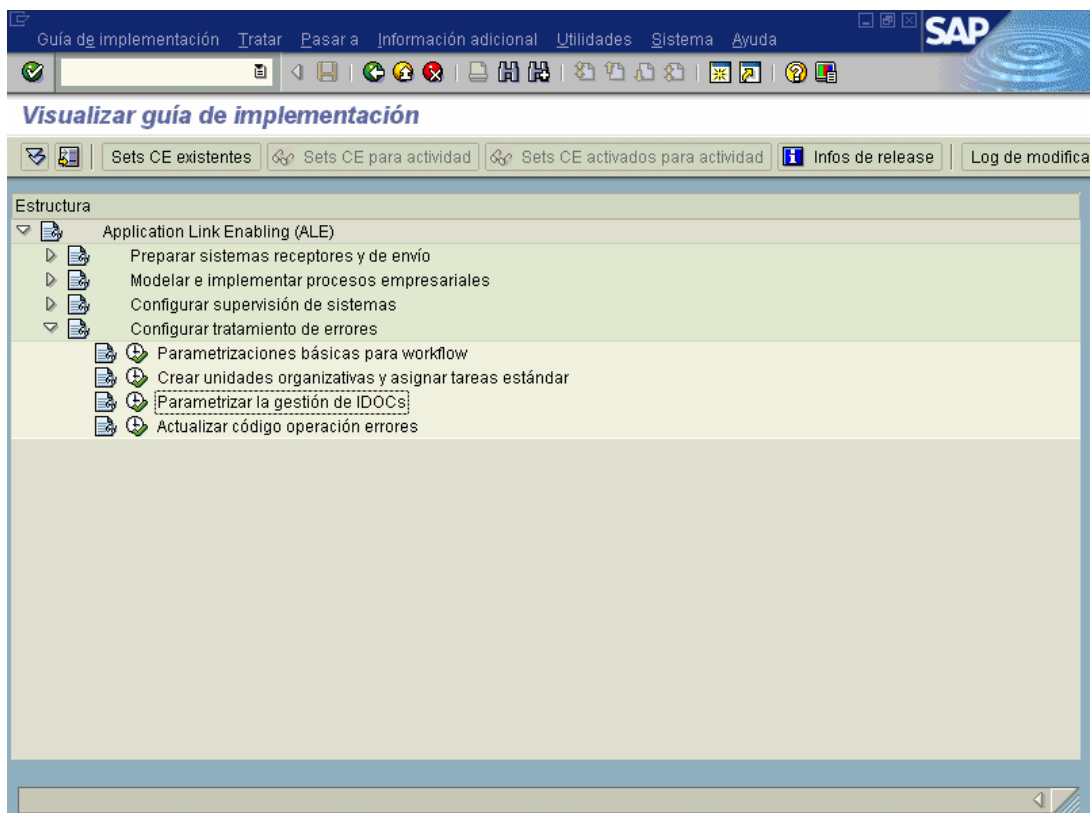 Guía de implementación Tratar Pasar a Información adicional Utilidades Sistema Ayuda
SAP
Visualizar guía de implementación
Sets CE existentes Sets CE para actividad Sets CE activados para actividad Infos de release Log de modifica
Estructura
Application Link Enabling (ALE)
Preparar sistemas receptores y de envío
Modelar e implementar procesos empresariales
Configurar supervisión de sistemas
Configurar tratamiento de errores
Parametrizaciones básicas para workflow
Crear unidades organizativas y asignar tareas estándar
Parametrizar la gestión de IDOCs
Actualizar código operación errores